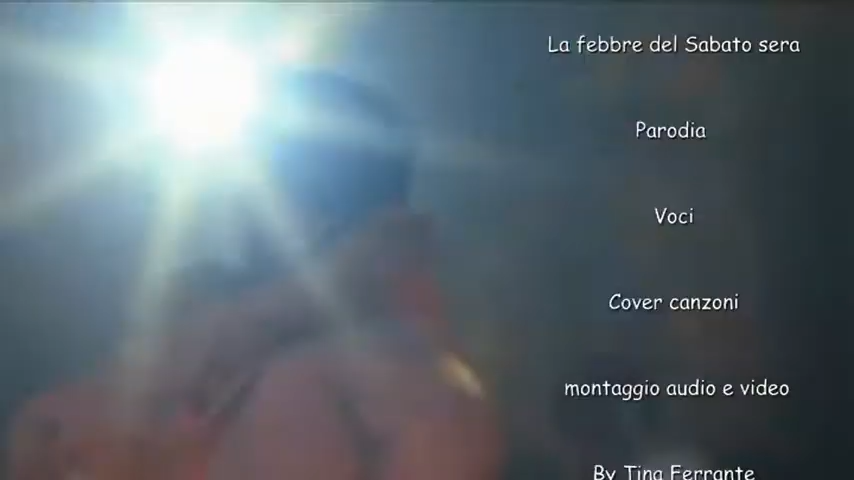 La febbre del Sabato sera
Parodia
Voci
Cover canzoni
montaggio audio e video
By Tina Ferrante